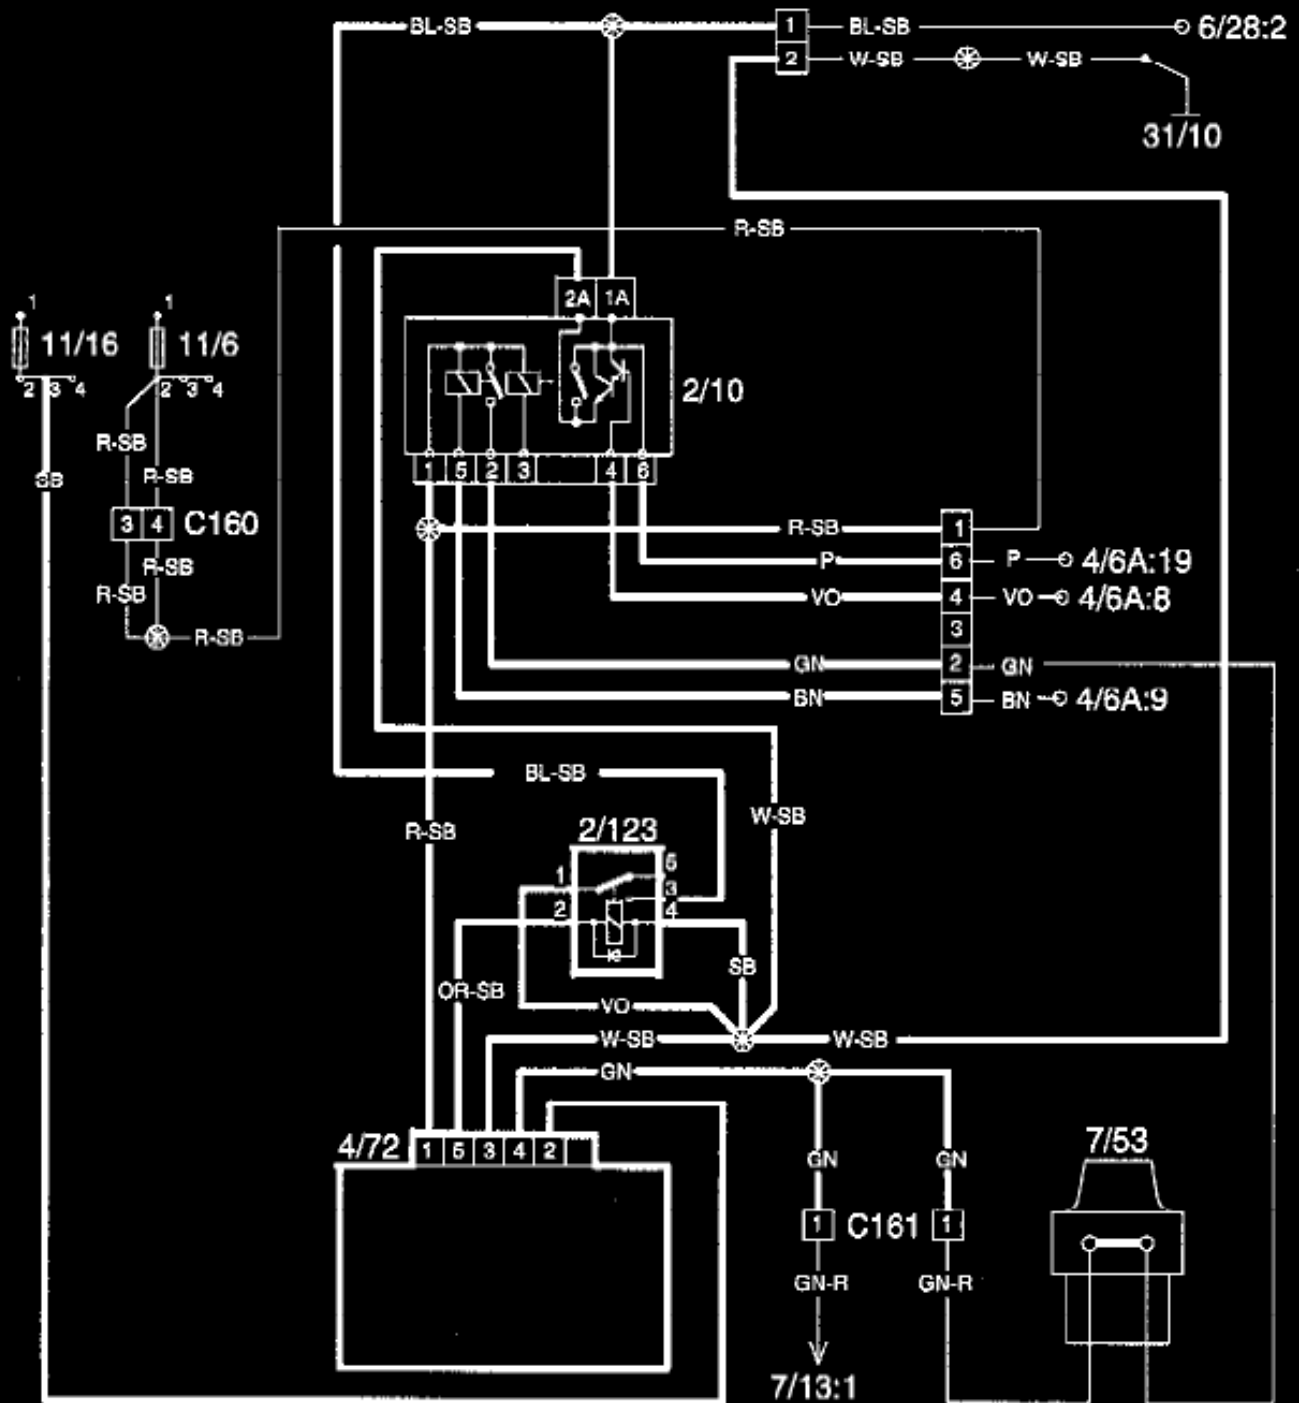 BL-SB 1 BL-SB 6/28:2
2 W-SB W-SB
31/10
R-SB
2A 1A
1 1
11/16 11/6
2 3 4 2 3 4
2/10
R-SB
SB R-SB
1 5 2 3 4 6
3 4 C160
R-SB 1
R-SB P 6 P 4/6A:19
R-SB VO 4 VO 4/6A:8
3
R-SB
GN 2 GN
BN 5 BN 4/6A:9
BL-SB
W-SB
R-SB 2/123
1 5
3
2 4
SB
OR-SB
VO
W-SB W-SB
GN
4/72 1 5 3 4 2
7/53
GN GN
1 C161 1
GN-R GN-R
7/13:1